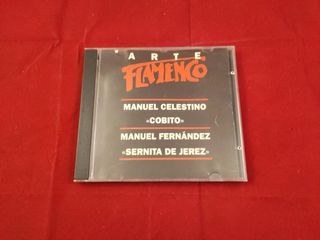 ARTE
FLAMENCO
MANUEL CELESTINO
«COBITO»
MANUEL FERNÁNDEZ
«SERNITA DE JEREZ»